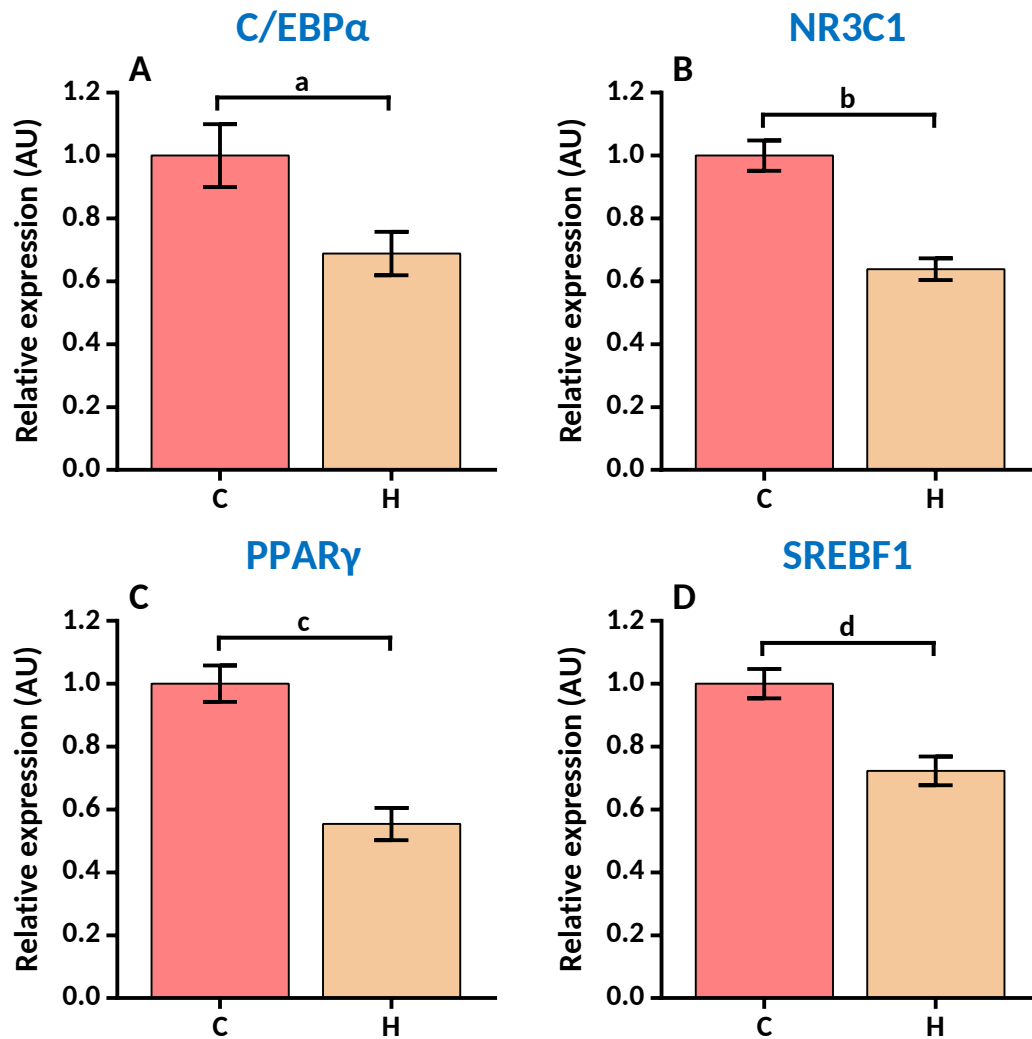 C/EBPα
A
a
Relative expression (AU)
1.2
1.0
0.8
0.6
0.4
0.2
0.0
C
H
NR3C1
B
b
Relative expression (AU)
1.2
1.0
0.8
0.6
0.4
0.2
0.0
C
H
PPARγ
C
c
Relative expression (AU)
1.2
1.0
0.8
0.6
0.4
0.2
0.0
C
H
SREBF1
D
d
Relative expression (AU)
1.2
1.0
0.8
0.6
0.4
0.2
0.0
C
H